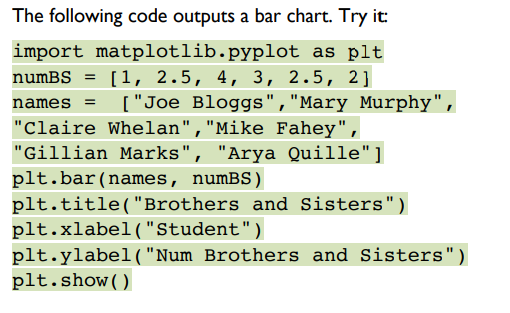 The following code outputs a bar chart. Try it:
import matplotlib.pyplot as plt
numBS = [1, 2.5, 4, 3, 2.5, 2]
names = ["Joe Bloggs","Mary Murphy",
"Claire Whelan","Mike Fahey",
"Gillian Marks", "Arya Quille"]
plt.bar(names, numBS)
plt.title("Brothers and Sisters")
plt.xlabel("Student")
plt.ylabel("Num Brothers and Sisters")
plt.show()